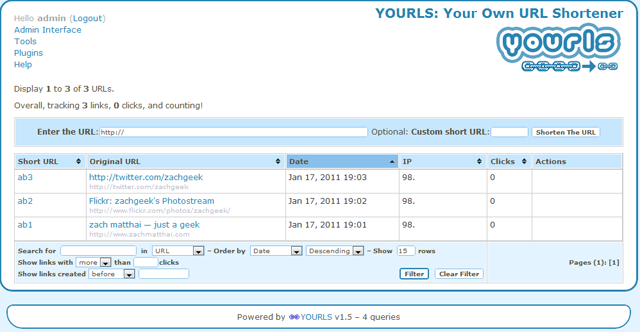 YOURLS: Your Own URL Shortener
Hello admin (Logout)
Admin Interface
Tools
Plugins
Help
yourls
Display 1 to 3 of 3 URLs.
Overall, tracking 3 links, 0 clicks, and counting!
Enter the URL: http:// Optional: Custom short URL: Shorten The URL
Short URL Original URL Date IP Clicks Actions
ab3 http://twitter.com/zachgeek Jan 17, 2011 19:03 98. 0
http://twitter.com/zachgeek
ab2 Flickr: zachgeek's Photostream Jan 17, 2011 19:02 98. 0
http://www.flickr.com/photos/zachgeek/
ab1 zach matthai — just a geek Jan 17, 2011 19:01 98. 0
http://www.zachmatthai.com
Search for in URL – Order by Date Descending – Show 15 rows
Show links with more than clicks Pages (1): [1]
Show links created before Filter Clear Filter
Powered by YOURLS v1.5 – 4 queries